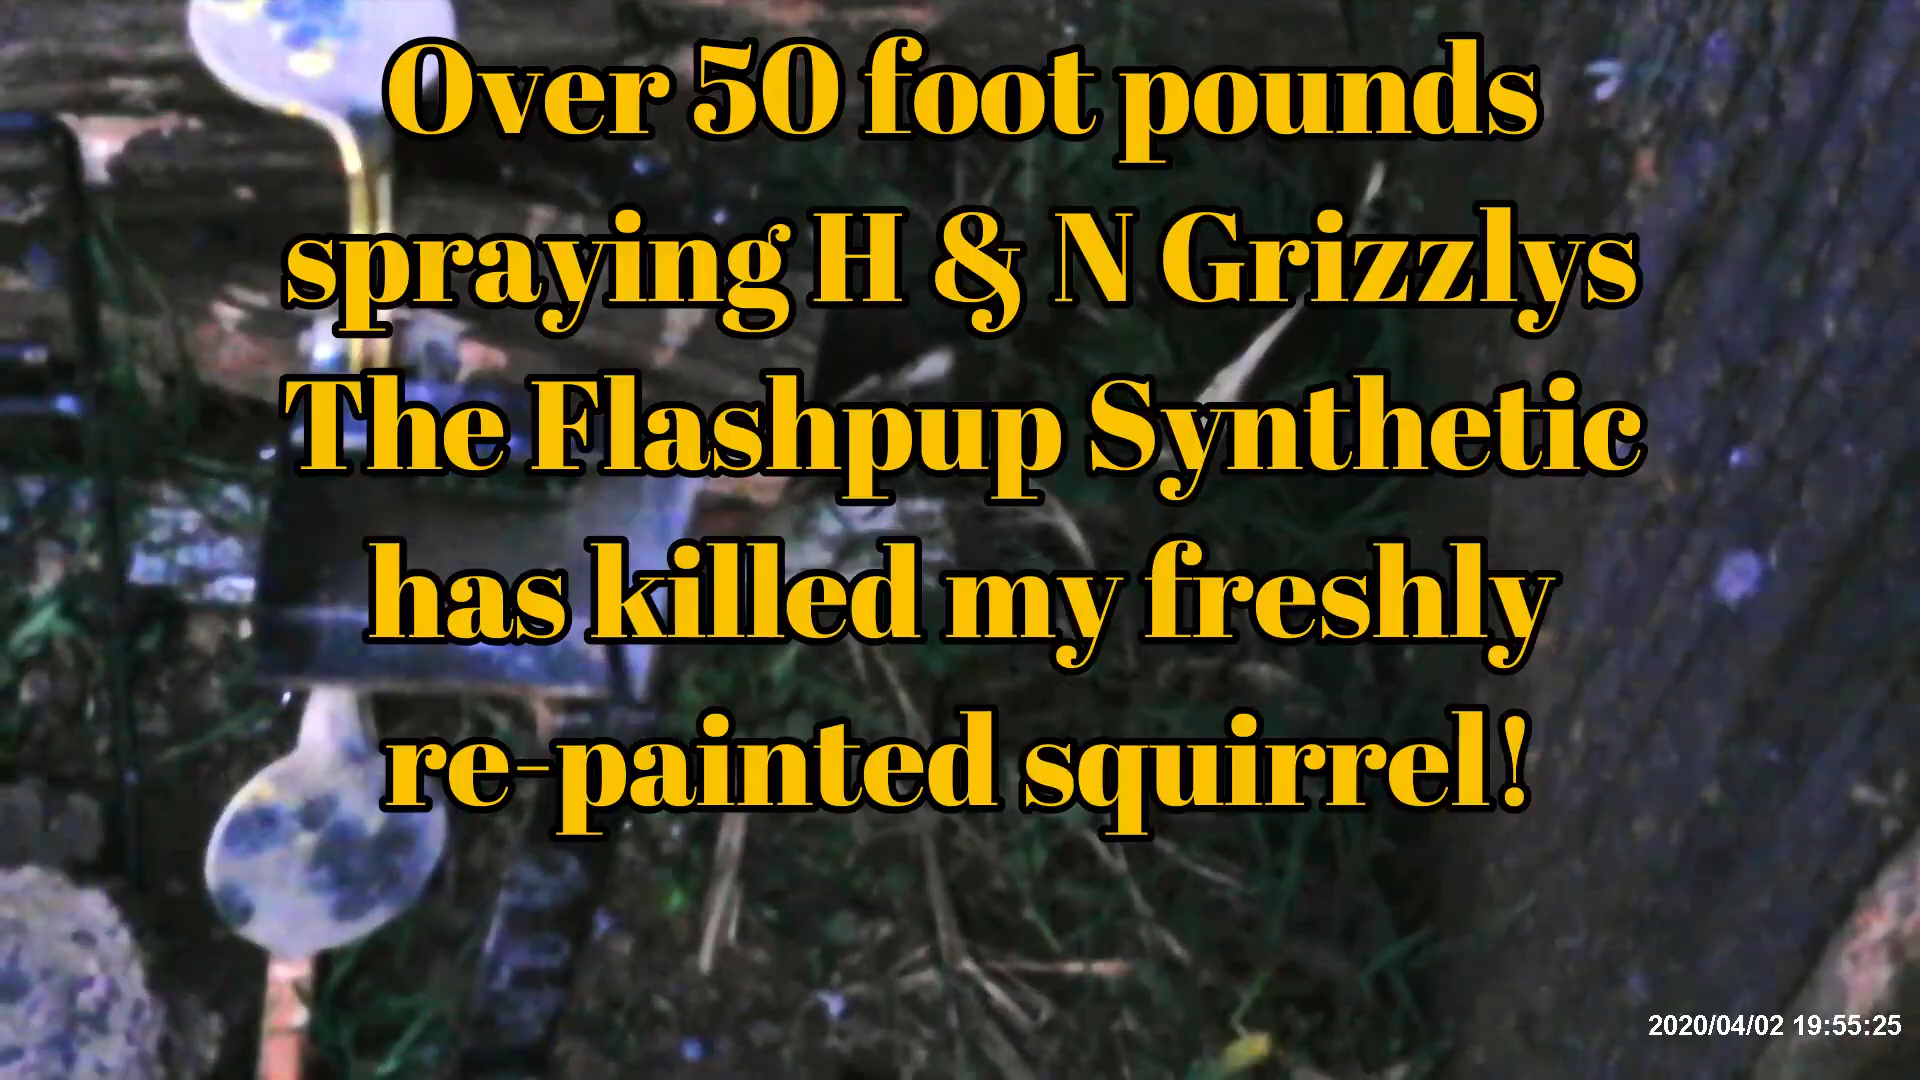 Over 50 foot pounds
spraying H & N Grizzlys
The Flashpup Synthetic
has killed my freshly
re-painted squirrel!
2020/04/02 19:55:25